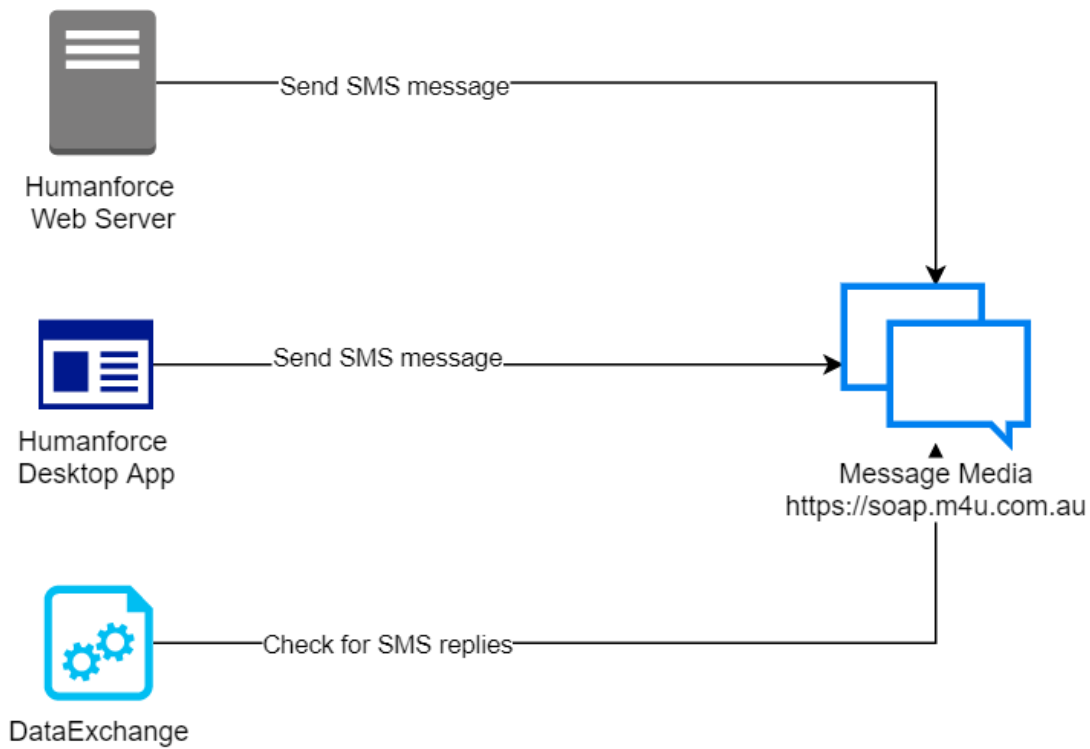 Send SMS message
Humanforce
Web Server
Send SMS message
Humanforce
Desktop App
Message Media
https://soap.m4u.com.au
Check for SMS replies
DataExchange